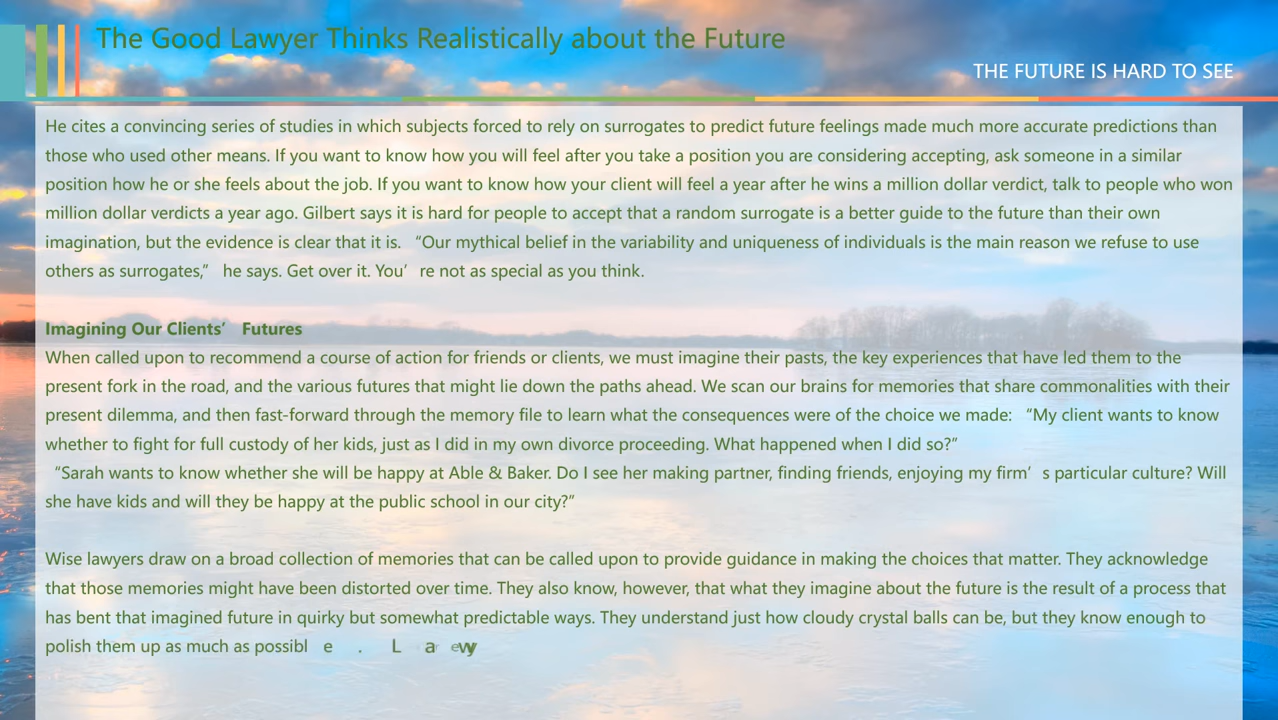 The Good Lawyer Thinks Realistically about the Future
THE FUTURE IS HARD TO SEE
He cites a convincing series of studies in which subjects forced to rely on surrogates to predict future feelings made much more accurate predictions than
those who used other means. If you want to know how you will feel after you take a position you are considering accepting, ask someone in a similar
position how he or she feels about the job. If you want to know how your client will feel a year after he wins a million dollar verdict, talk to people who won
million dollar verdicts a year ago. Gilbert says it is hard for people to accept that a random surrogate is a better guide to the future than their own
imagination, but the evidence is clear that it is. “Our mythical belief in the variability and uniqueness of individuals is the main reason we refuse to use
others as surrogates,” he says. Get over it. You’re not as special as you think.
Imagining Our Clients’ Futures
When called upon to recommend a course of action for friends or clients, we must imagine their pasts, the key experiences that have led them to the
present fork in the road, and the various futures that might lie down the paths ahead. We scan our brains for memories that share commonalities with their
present dilemma, and then fast-forward through the memory file to learn what the consequences were of the choice we made: “My client wants to know
whether to fight for full custody of her kids, just as I did in my own divorce proceeding. What happened when I did so?”
“Sarah wants to know whether she will be happy at Able & Baker. Do I see her making partner, finding friends, enjoying my firm’s particular culture? Will
she have kids and will they be happy at the public school in our city?”
Wise lawyers draw on a broad collection of memories that can be called upon to provide guidance in making the choices that matter. They acknowledge
that those memories might have been distorted over time. They also know, however, that what they imagine about the future is the result of a process that
has bent that imagined future in quirky but somewhat predictable ways. They understand just how cloudy crystal balls can be, but they know enough to
polish them up as much as possible.